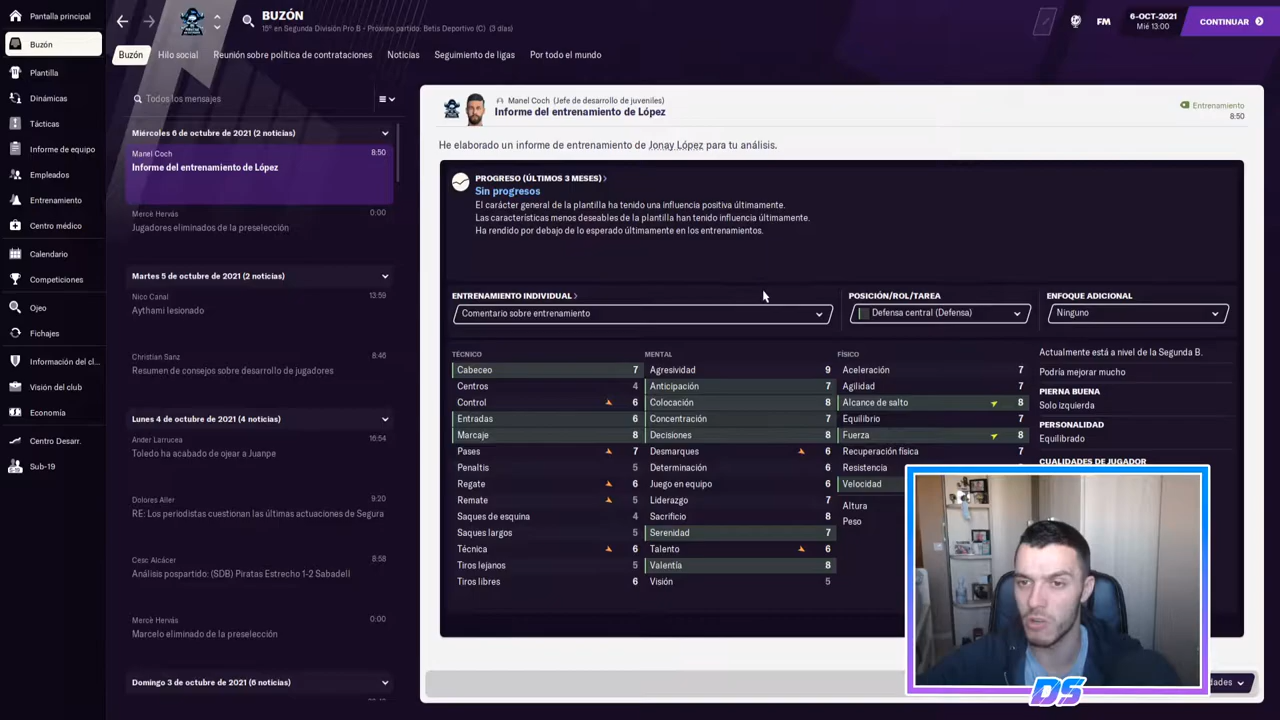 Pantalla principal
Buzón
Plantilla
Dinámicas
Tácticas
Informe de equipo
Empleados
Entrenamiento
Centro médico
Calendario
Competiciones
Ojeo
Fichajes
Información del cl...
Visión del club
Economía
Centro Desarr.
Sub-19
BUZÓN
15º en Segunda División Pro B - Próximo partido: Betis Deportivo (C) (3 días)
FM
6-OCT-2021
Mié 13:00
CONTINUAR
Buzón
Hilo social
Reunión sobre política de contrataciones
Noticias
Seguimiento de ligas
Por todo el mundo
Todos los mensajes
Miércoles 6 de octubre de 2021 (2 noticias)
Manel Coch 8:50
Informe del entrenamiento de López
Mercè Hervás 0:00
Jugadores eliminados de la preselección
Martes 5 de octubre de 2021 (2 noticias)
Nico Canal 13:59
Aythami lesionado
Christian Sanz 8:46
Resumen de consejos sobre desarrollo de jugadores
Lunes 4 de octubre de 2021 (4 noticias)
Ander Larrucea 16:54
Toledo ha acabado de ojear a Juanpe
Dolores Aller 9:20
RE: Los periodistas cuestionan las últimas actuaciones de Segura
Cesc Alcácer 8:58
Análisis pospartido: (SDB) Piratas Estrecho 1-2 Sabadell
Mercè Hervás 0:00
Marcelo eliminado de la preselección
Domingo 3 de octubre de 2021 (6 noticias)
Manel Coch (Jefe de desarrollo de juveniles)
Informe del entrenamiento de López
Entrenamiento
8:50
He elaborado un informe de entrenamiento de Jonay López para tu análisis.
PROGRESO (ÚLTIMOS 3 MESES)
Sin progresos
El carácter general de la plantilla ha tenido una influencia positiva últimamente.
Las características menos deseables de la plantilla han tenido influencia últimamente.
Ha rendido por debajo de lo esperado últimamente en los entrenamientos.
ENTRENAMIENTO INDIVIDUAL
Comentario sobre entrenamiento
POSICIÓN/ROL/TAREA
Defensa central (Defensa)
ENFOQUE ADICIONAL
Ninguno
TÉCNICO
Cabeceo 7
Centros 4
Control 6
Entradas 6
Marcaje 8
Pases 7
Penaltis 5
Regate 6
Remate 5
Saques de esquina 4
Saques largos 5
Técnica 6
Tiros lejanos 5
Tiros libres 6
MENTAL
Agresividad 9
Anticipación 7
Colocación 8
Concentración 7
Decisiones 8
Desmarques 6
Determinación 6
Juego en equipo 6
Liderazgo 7
Sacrificio 8
Serenidad 7
Talento 6
Valentía 8
Visión 5
FÍSICO
Aceleración 7
Agilidad 7
Alcance de salto 8
Equilibrio 7
Fuerza 8
Recuperación física 7
Resistencia
Velocidad
Altura
Peso
Actualmente está a nivel de la Segunda B.
Podría mejorar mucho
PIERNA BUENA
Solo izquierda
PERSONALIDAD
Equilibrado
CUALIDADES DE JUGADOR
DS